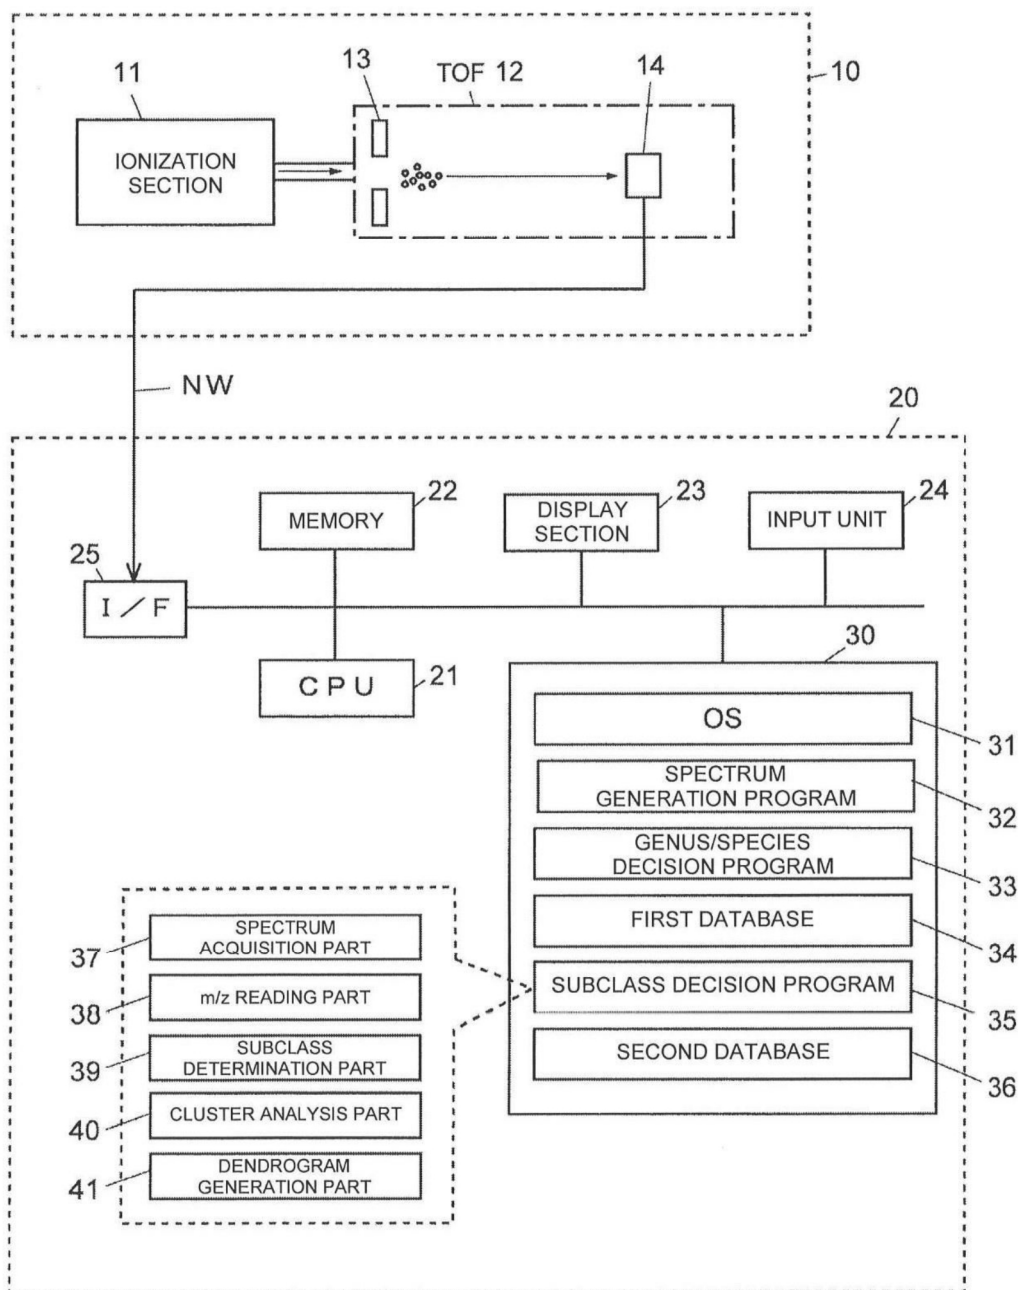 11
13
TOF 12
14
10
IONIZATION
SECTION
NW
20
22
MEMORY
23
DISPLAY
SECTION
24
INPUT UNIT
25
I/F
CPU
21
30
OS
31
SPECTRUM
GENERATION PROGRAM
32
GENUS/SPECIES
DECISION PROGRAM
33
FIRST DATABASE
34
SUBCLASS DECISION PROGRAM
35
SECOND DATABASE
36
SPECTRUM
ACQUISITION PART
37
m/z READING PART
38
SUBCLASS
DETERMINATION PART
39
CLUSTER ANALYSIS PART
40
DENDROGRAM
GENERATION PART
41